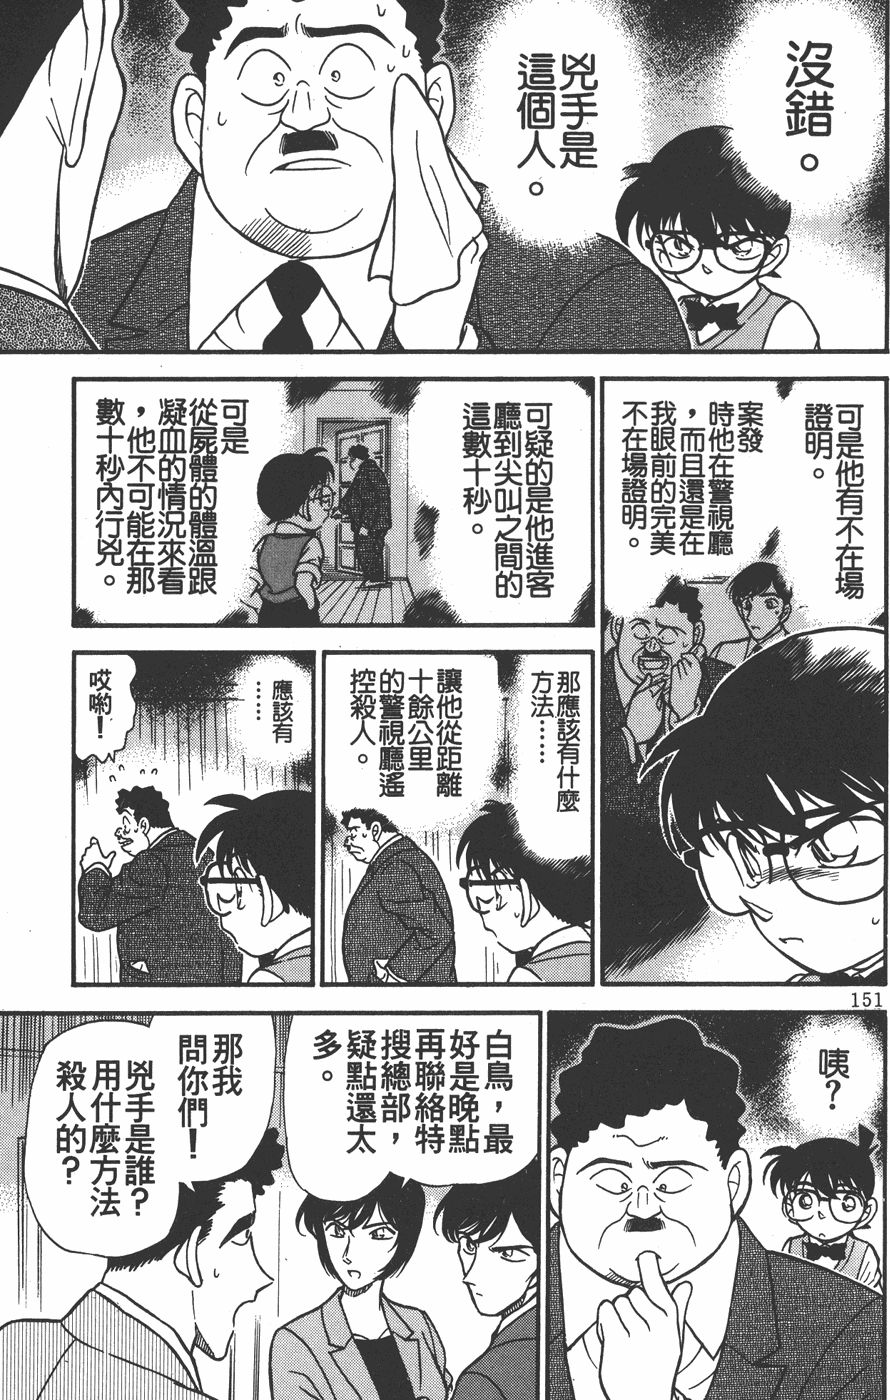 沒錯。
兇手是
這個人。
可是他有不在場
證明。
案發
時他在警視廳
，而且還是在
我眼前的完美
不在場證明。
可疑的是他進客
廳到尖叫之間的
這數十秒。
可是
從屍體的體溫跟
凝血的情況來看
，他不可能在那
數十秒內行兇。
那應該有什麼
方法……
讓他從距離
十餘公里
的警視廳遙
控殺人。
應該有
……
哎喲！
151
咦？
白鳥，最
好是晚點
再聯絡特
搜總部，
疑點還太
多。
那我
問你們！
兇手是誰？
用什麼方法
殺人的？